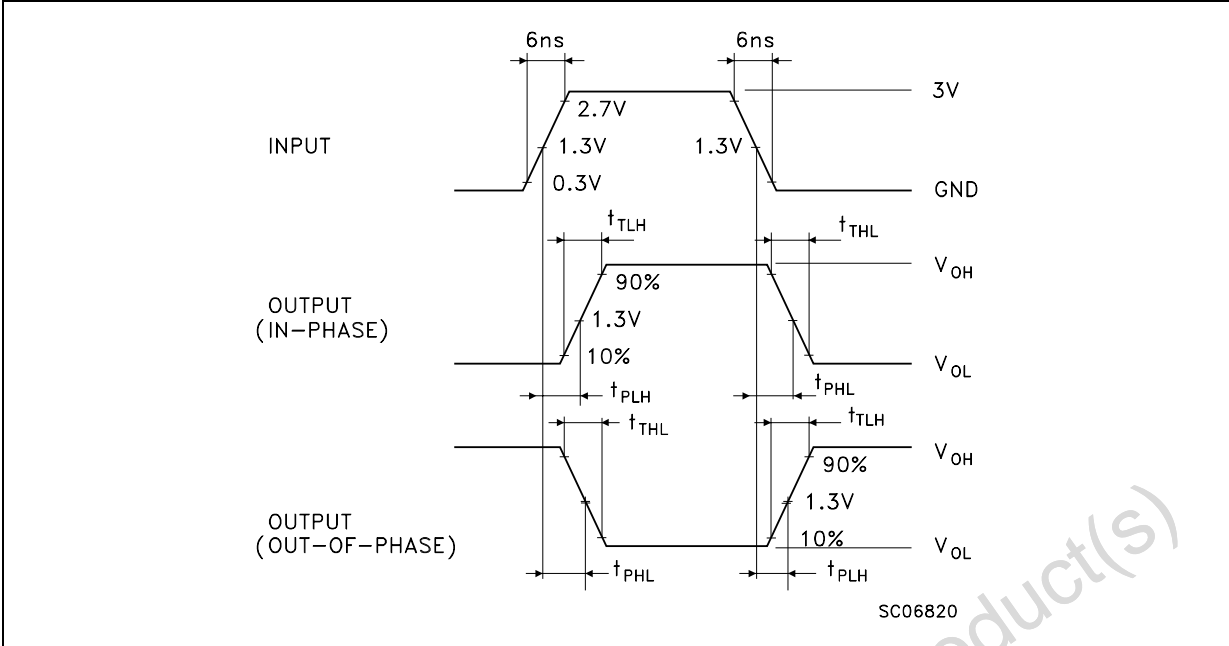 6ns 6ns
3V
2.7V
INPUT 1.3V 1.3V
0.3V
GND
tTLH tTHL
VOH
90%
OUTPUT
(IN-PHASE) 1.3V
10%
VOL
tPLH tPHL
tTHL tTLH
VOH
90%
OUTPUT
(OUT-OF-PHASE) 1.3V
10%
VOL
tPHL tPLH
SC06820